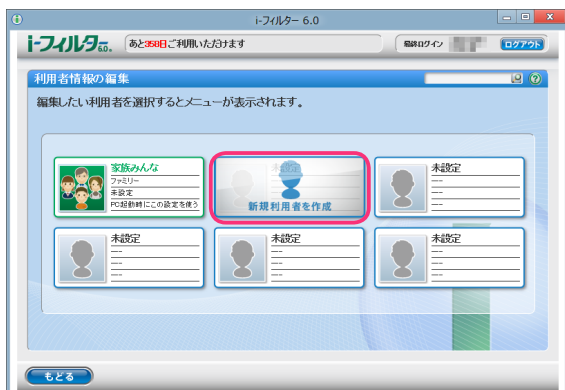 i-フィルター 6.0
i-フィルター6.0. あと358日ご利用いただけます 最終ログイン ログアウト
利用者情報の編集
編集したい利用者を選択するとメニューが表示されます。
家族みんな
ファミリー
未設定
PC起動時にこの設定を使う
未設定
新規利用者を作成
未設定
---
---
---
未設定
---
---
---
未設定
---
---
---
未設定
---
---
---
もどる